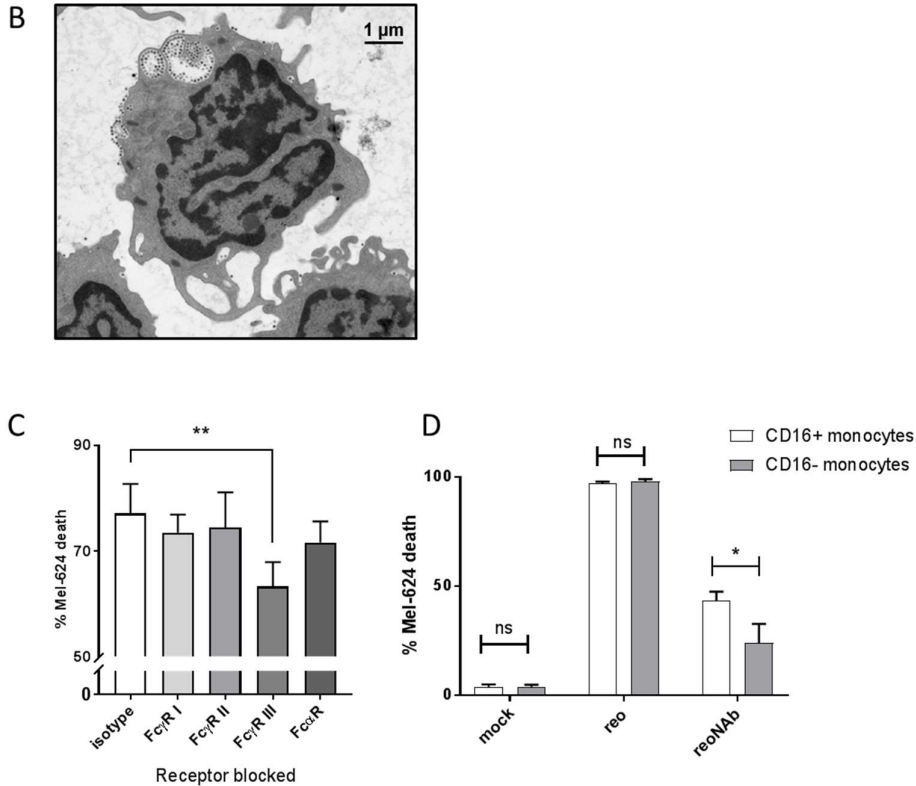 B
1 µm
C
**
90
70
50
0
% Mel-624 death
isotype
FcγR I
FcγR II
FcγR III
FcαR
Receptor blocked
D
CD16+ monocytes
CD16- monocytes
ns
ns
*
100
50
0
% Mel-624 death
mock
reo
reoNAb